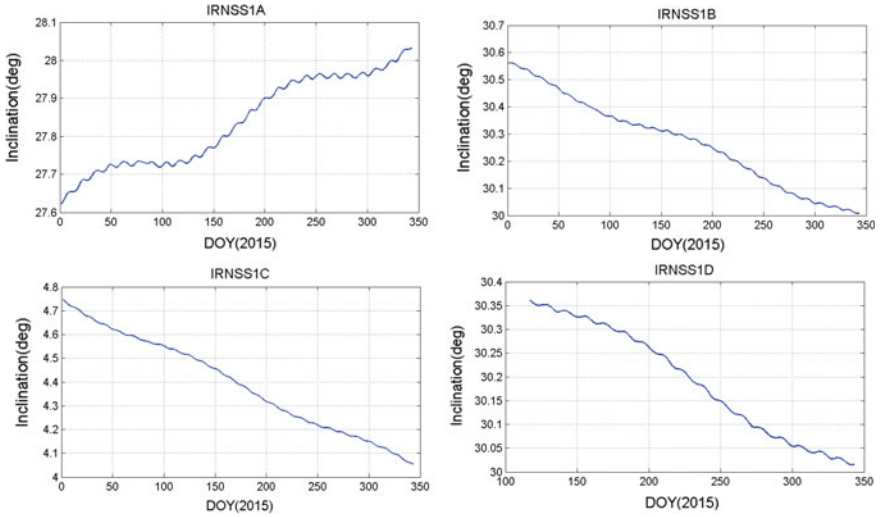 IRNSS1A
Inclination(deg)
28.1
28
27.9
27.8
27.7
27.6
0 50 100 150 200 250 300 350
DOY(2015)
IRNSS1B
Inclination(deg)
30.7
30.6
30.5
30.4
30.3
30.2
30.1
30
0 50 100 150 200 250 300 350
DOY(2015)
IRNSS1C
Inclination(deg)
4.8
4.7
4.6
4.5
4.4
4.3
4.2
4.1
4
0 50 100 150 200 250 300 350
DOY(2015)
IRNSS1D
Inclination(deg)
30.4
30.35
30.3
30.25
30.2
30.15
30.1
30.05
30
100 150 200 250 300 350
DOY(2015)